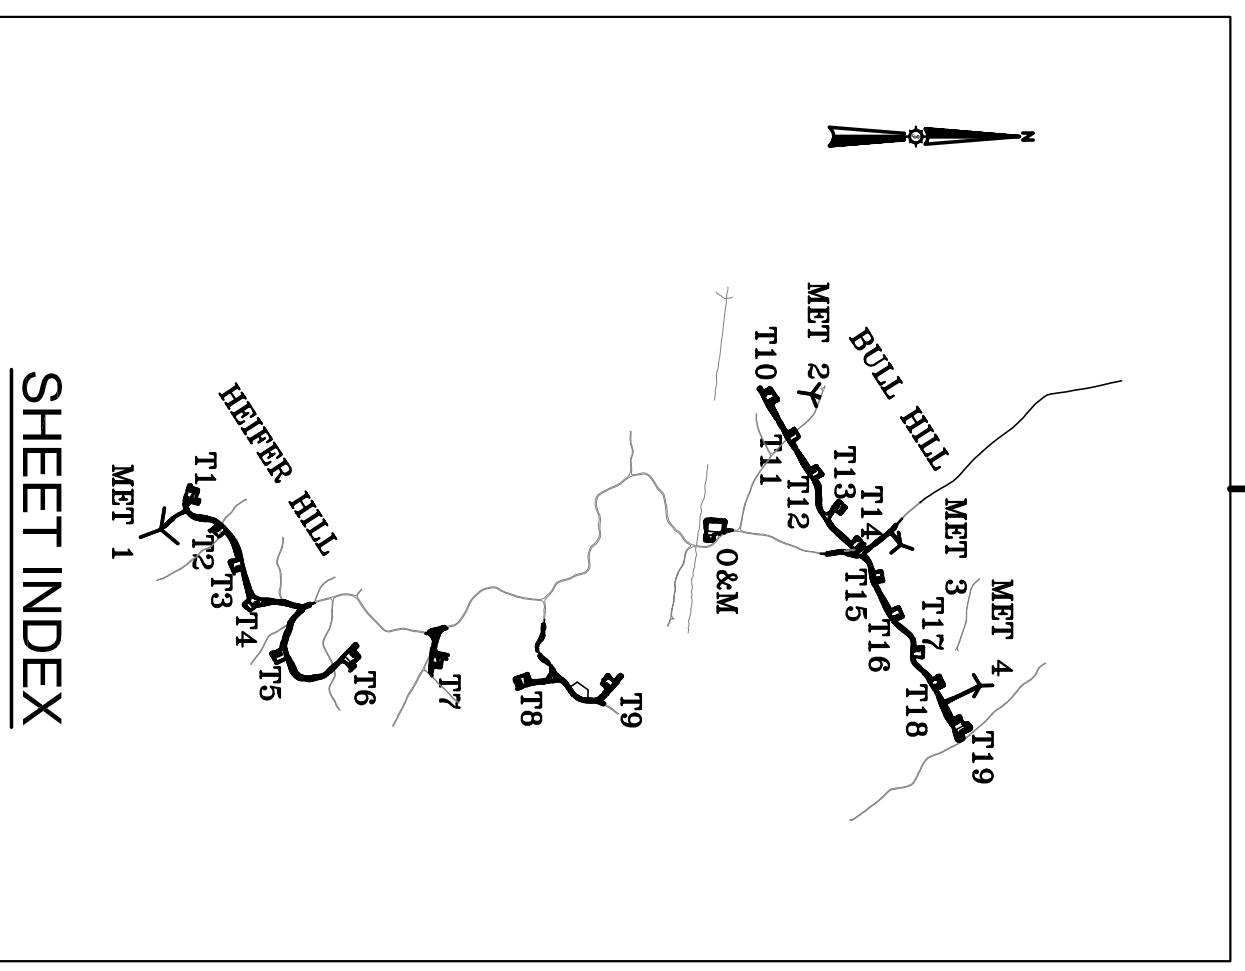 N
MET 4
MET 3
T19
T18
T17
T16
T15
T14
T13
T12
T11
T10
MET 2
BULL HILL
O&M
T9
T8
T7
T6
T5
T4
T3
T2
T1
HEIFER HILL
MET 1
SHEET INDEX